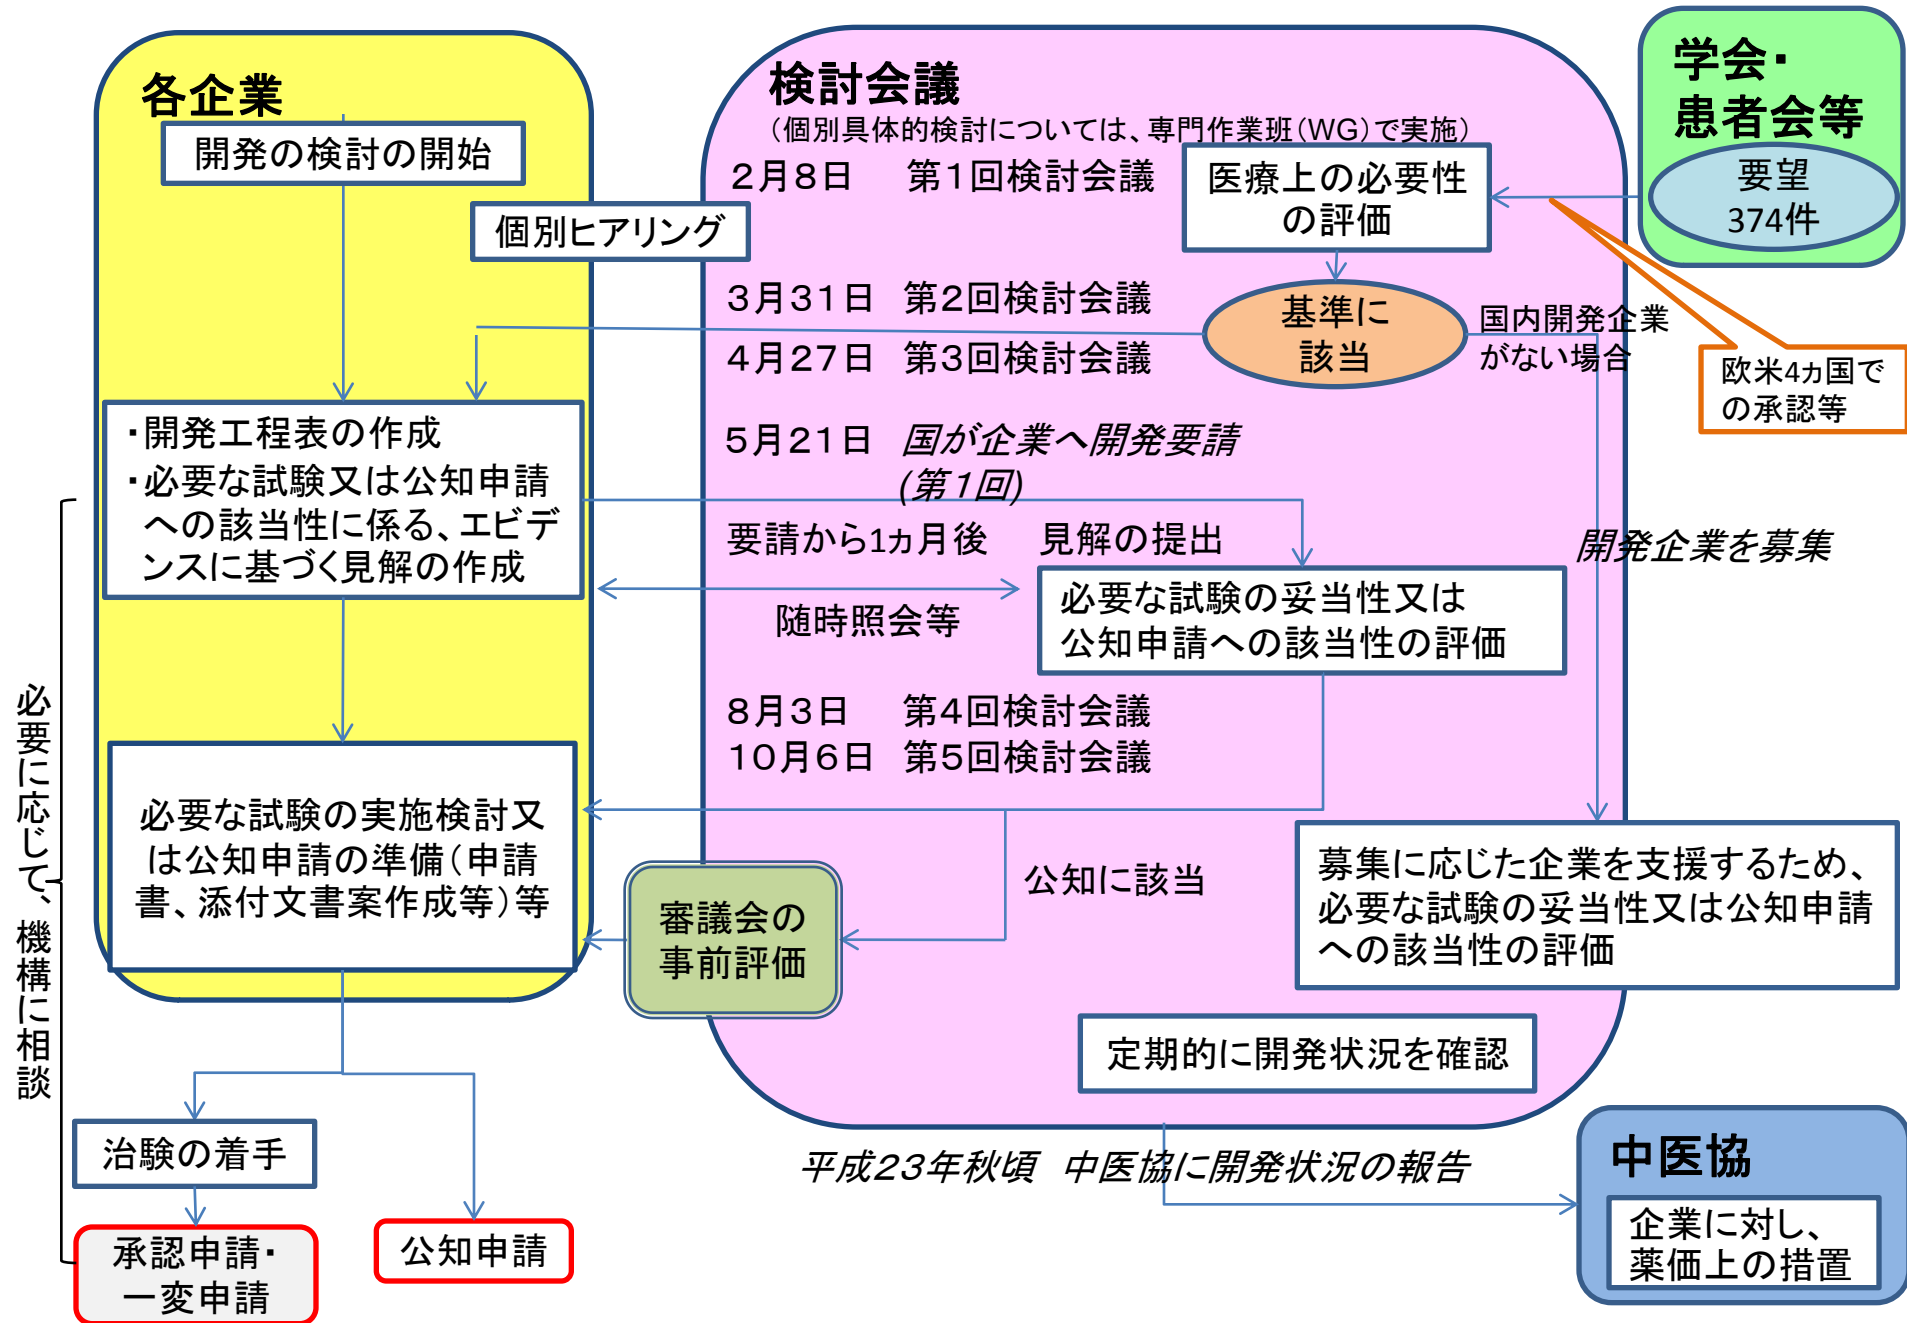 各企業
開発の検討の開始
個別ヒアリング
・開発工程表の作成
・必要な試験又は公知申請
への該当性に係る、エビデ
ンスに基づく見解の作成
必要な試験の実施検討又
は公知申請の準備（申請
書、添付文書案作成等）等
治験の着手
承認申請・
一変申請
公知申請
必要に応じて、機構に相談
検討会議
（個別具体的検討については、専門作業班（WG）で実施）
２月８日　第１回検討会議
医療上の必要性
の評価
３月３１日　第２回検討会議
基準に
該当
４月２７日　第３回検討会議
国内開発企業
がない場合
５月２１日　国が企業へ開発要請
(第１回)
要請から1ヵ月後　見解の提出
随時照会等
必要な試験の妥当性又は
公知申請への該当性の評価
開発企業を募集
８月３日　第４回検討会議
１０月６日　第５回検討会議
公知に該当
審議会の
事前評価
募集に応じた企業を支援するため、
必要な試験の妥当性又は公知申請
への該当性の評価
定期的に開発状況を確認
平成２３年秋頃　中医協に開発状況の報告
学会・
患者会等
要望
374件
欧米4ヵ国で
の承認等
中医協
企業に対し、
薬価上の措置